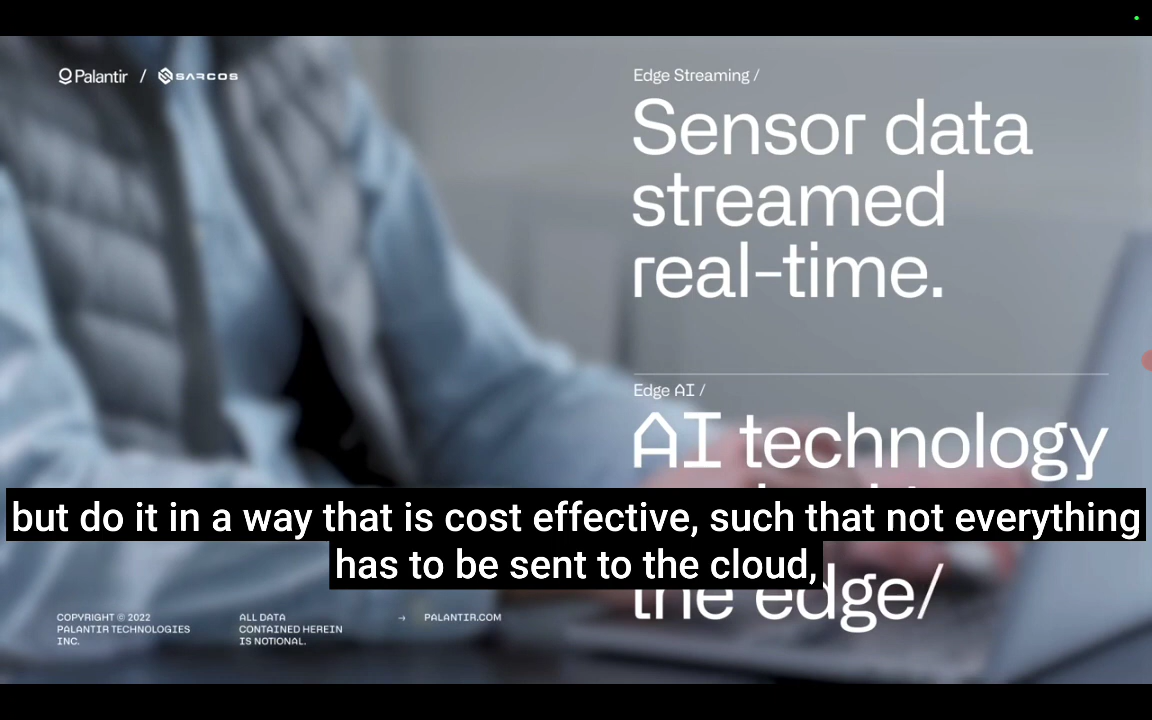 Palantir / SARCOS
Edge Streaming /
Sensor data
streamed
real-time.
Edge AI /
AI technology
the edge/
but do it in a way that is cost effective, such that not everything
has to be sent to the cloud,
COPYRIGHT © 2022
PALANTIR TECHNOLOGIES
INC.
ALL DATA
CONTAINED HEREIN
IS NOTIONAL.
→ PALANTIR.COM